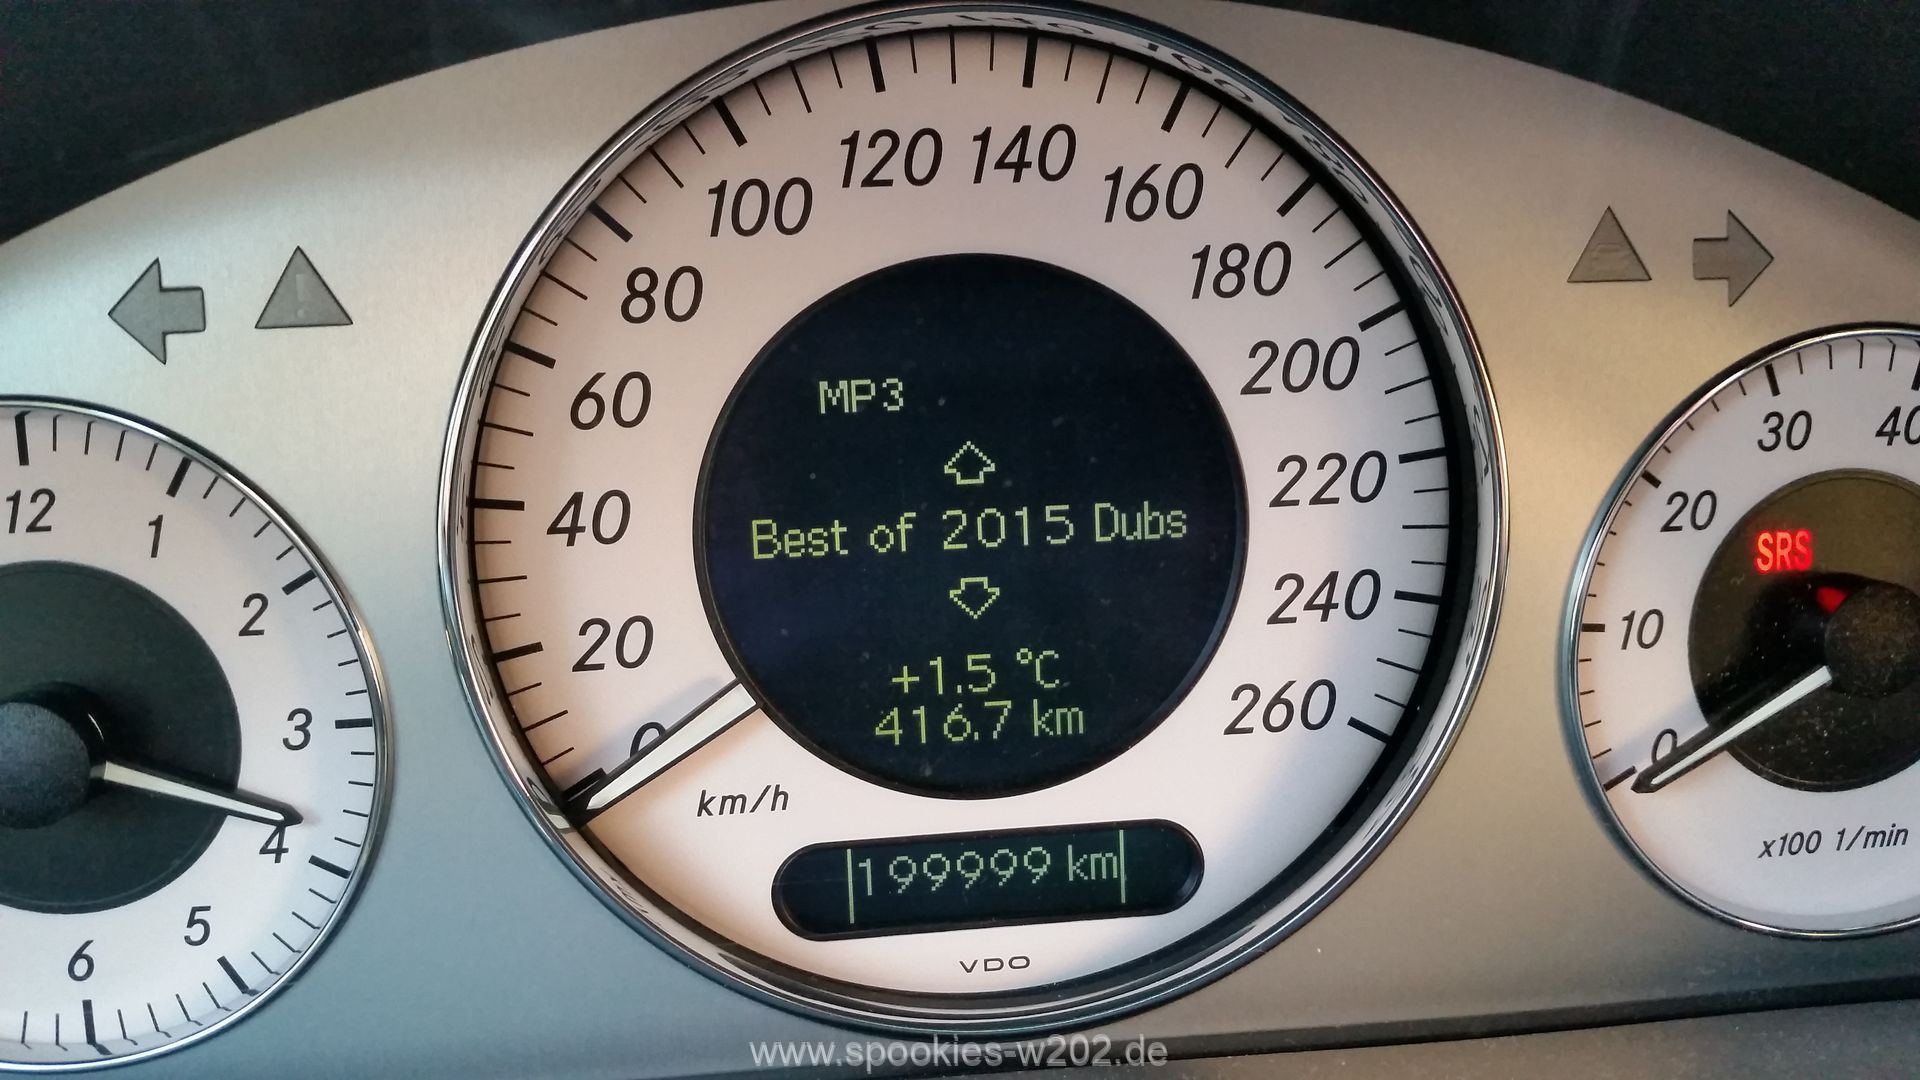 20
40
60
80
100
120
140
160
180
200
220
240
260
km/h
MP3
Best of 2015 Dubs
+1.5 °C
416.7 km
199999 km
VDO
12
1
2
3
4
5
6
0
10
20
30
40
SRS
x100 1/min
www.spookies-w202.de